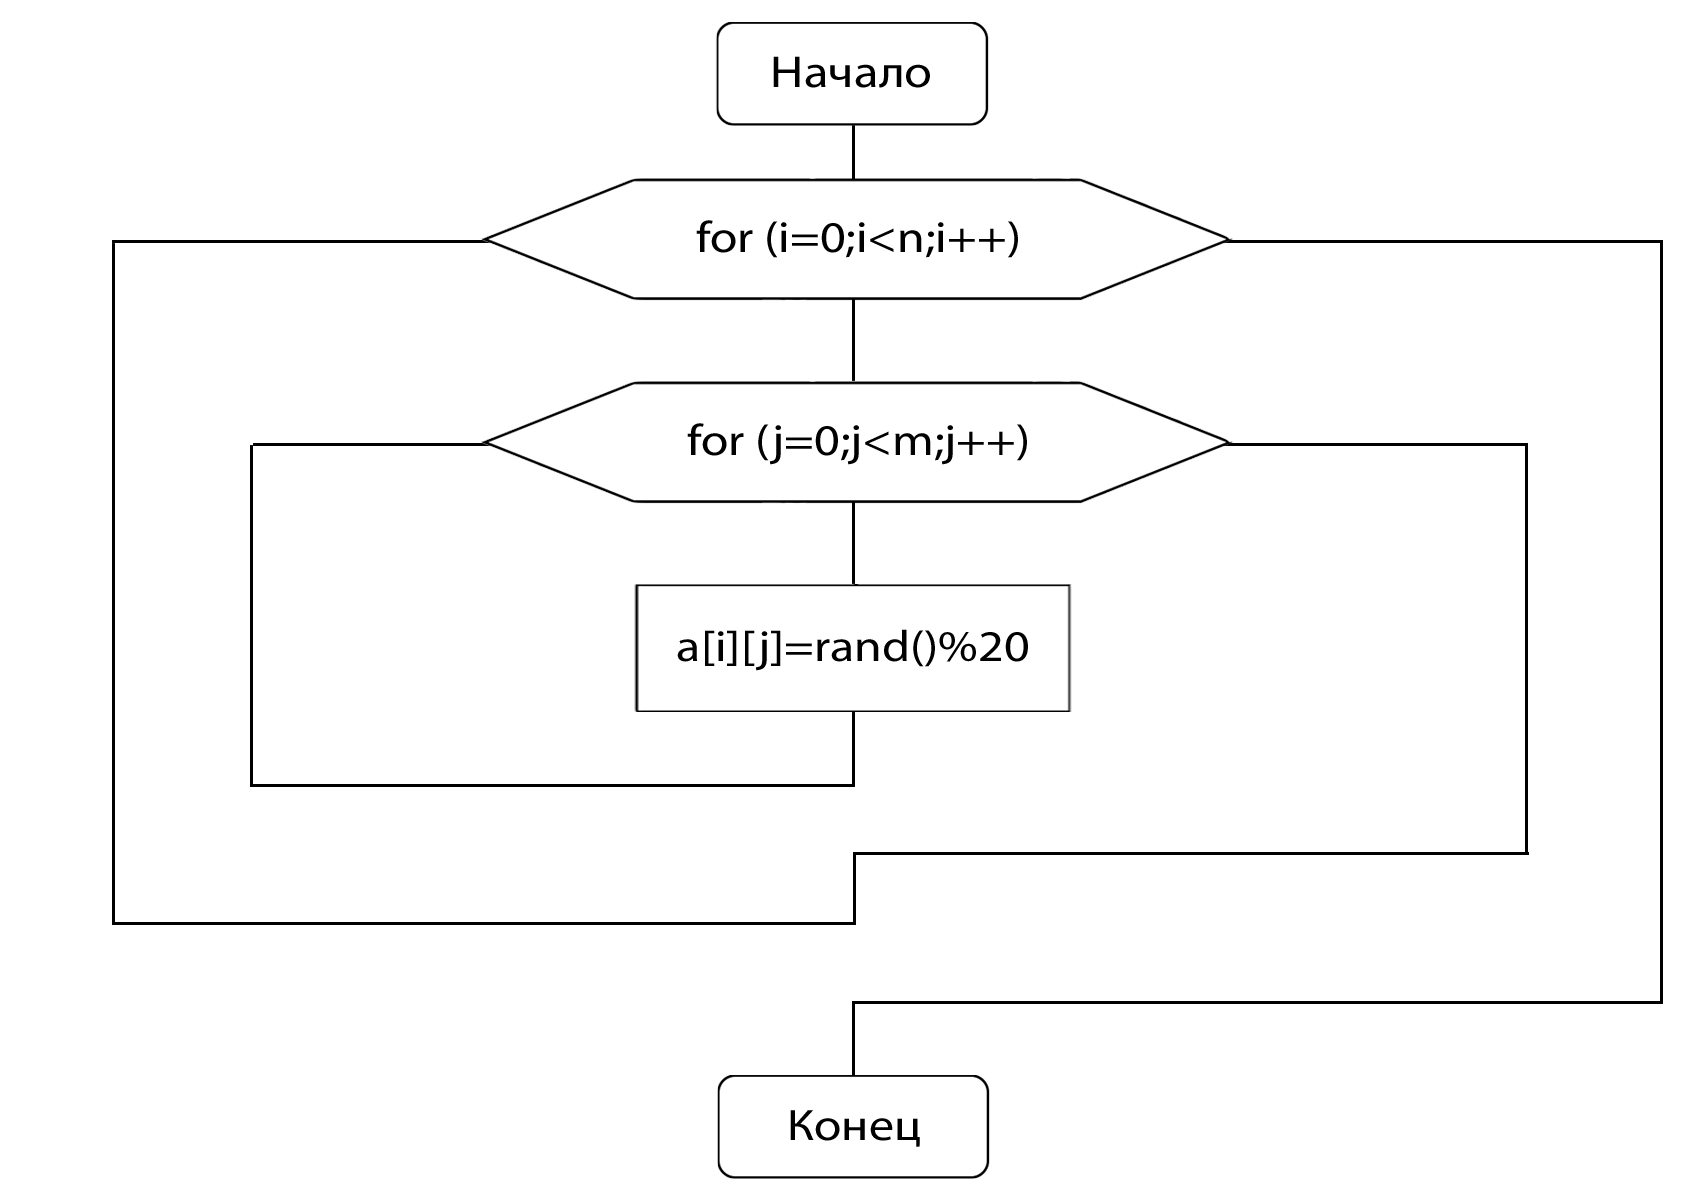 Начало
for (i=0;i<n;i++)
for (j=0;j<m;j++)
a[i][j]=rand()%20
Конец